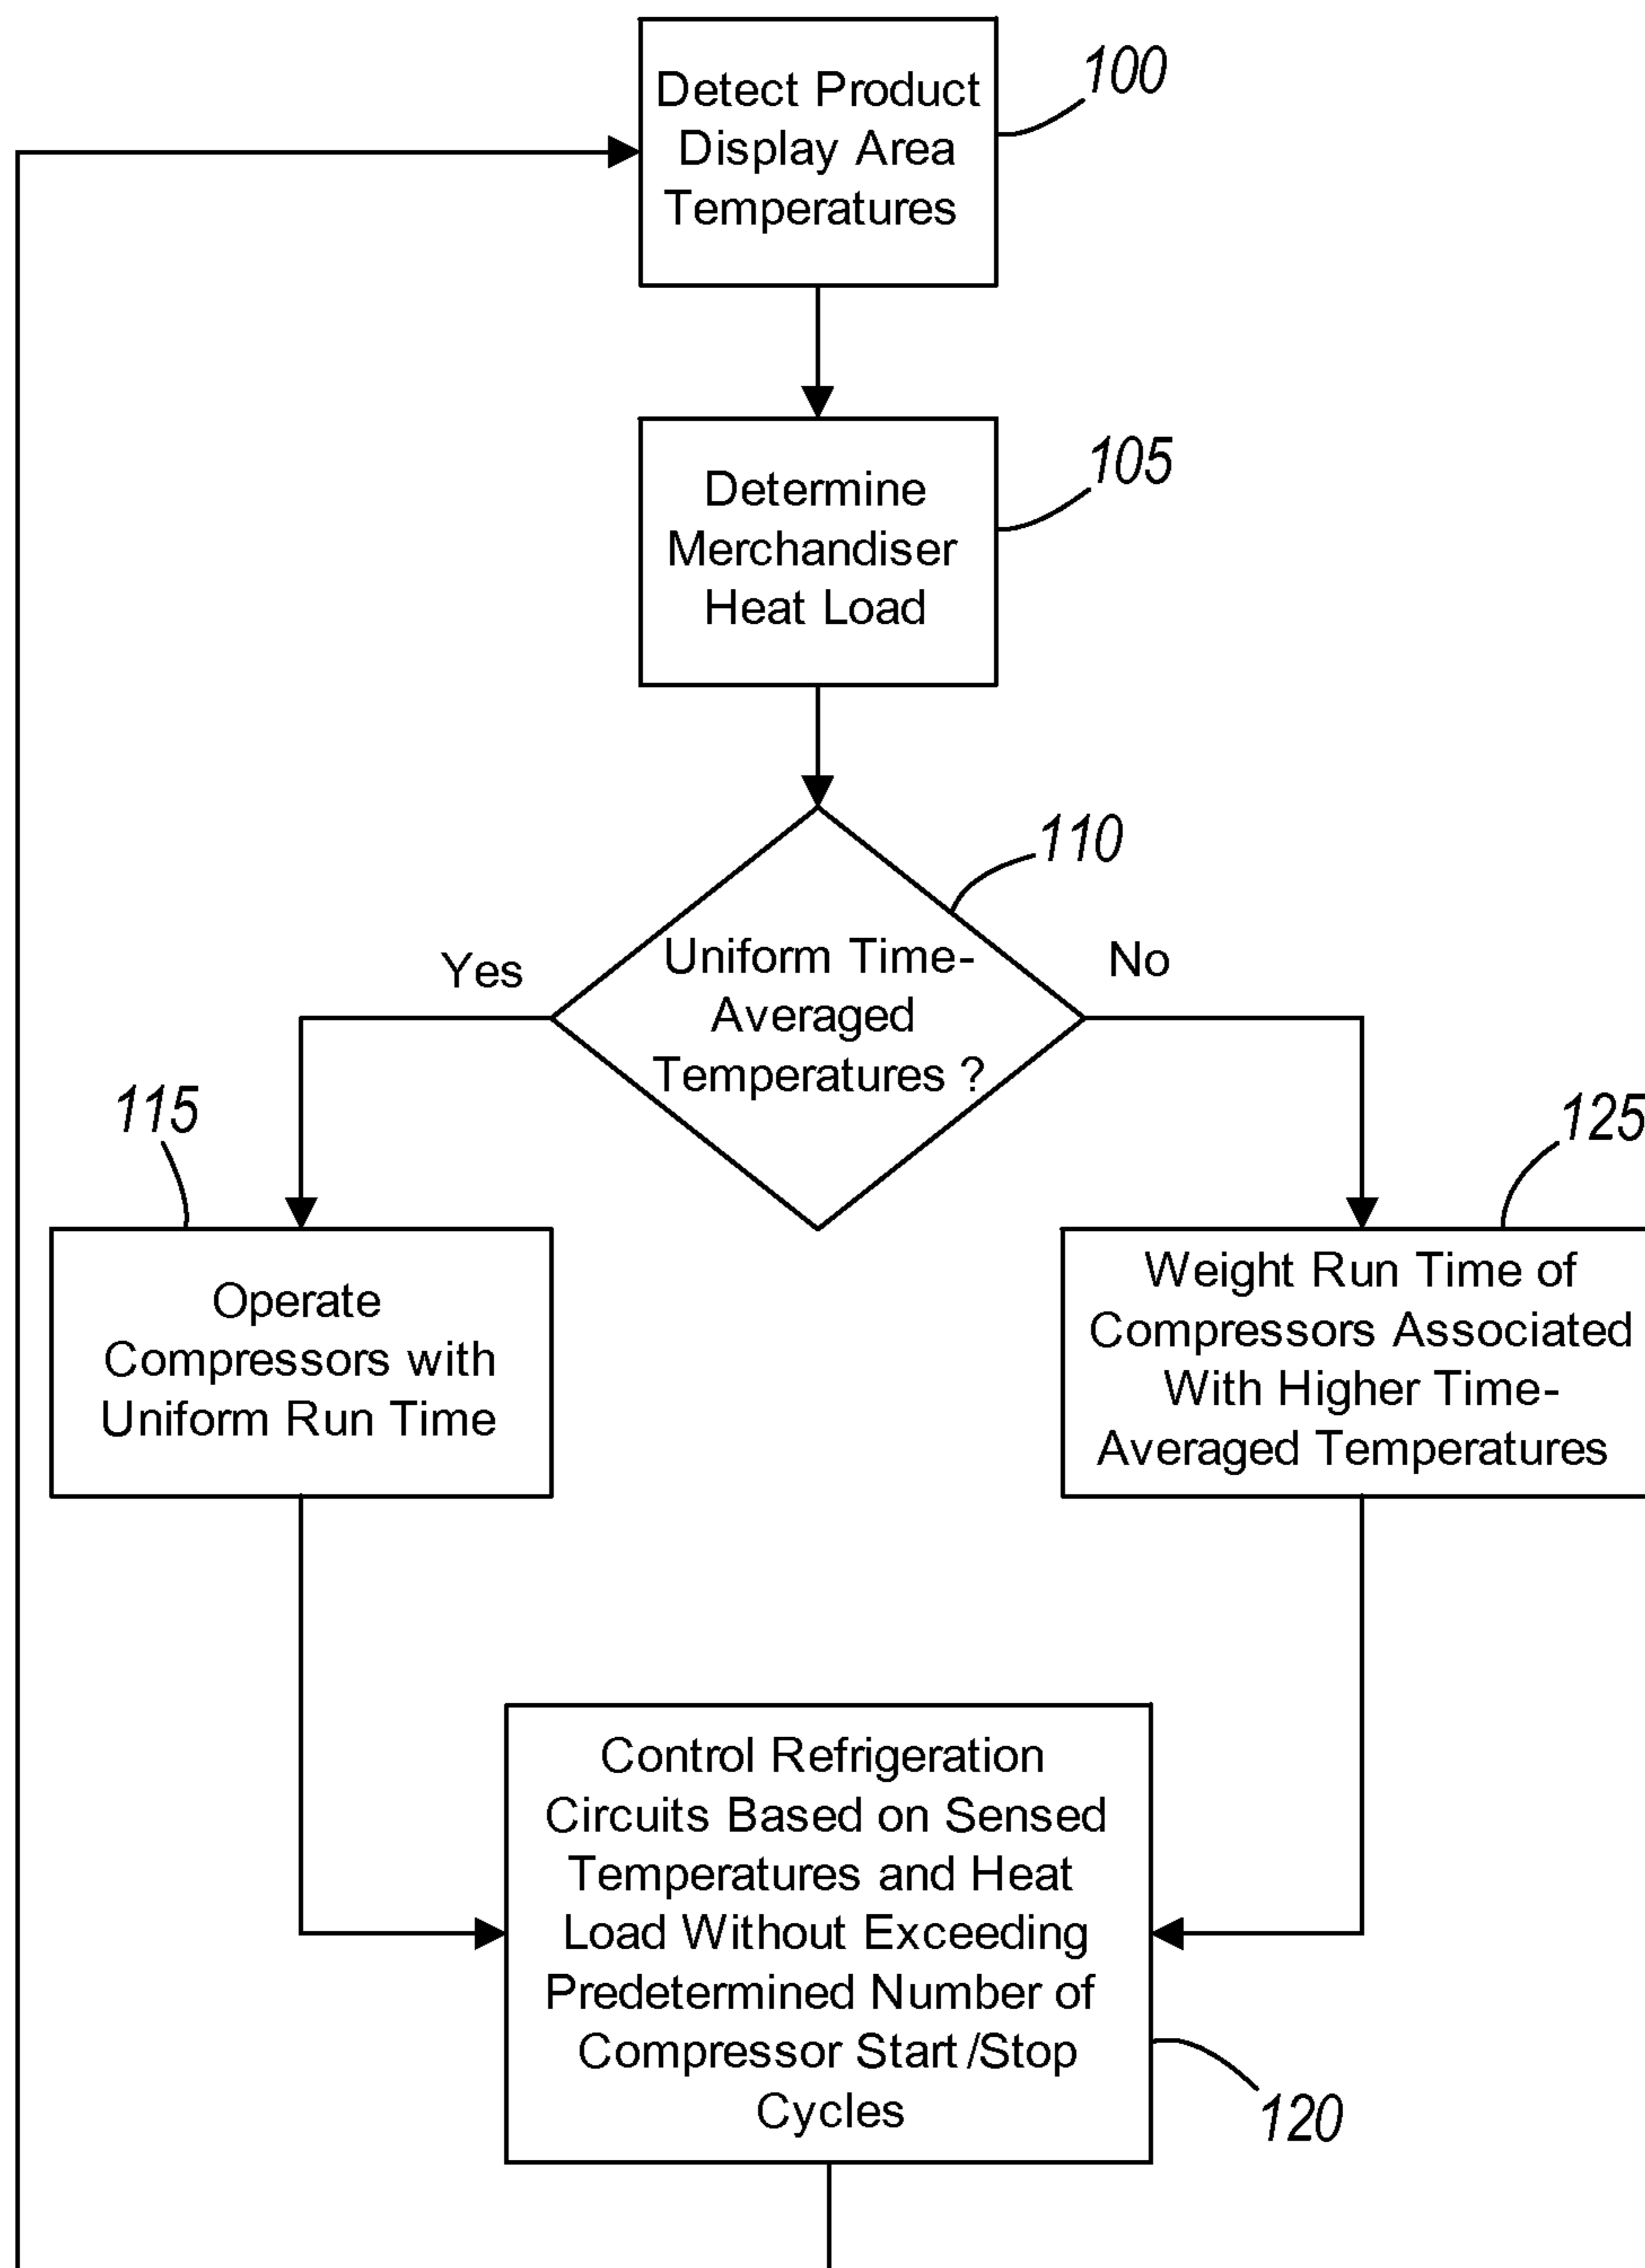 Detect Product
Display Area
Temperatures
100
Determine
Merchandiser
Heat Load
105
110
Uniform Time-
Averaged
Temperatures ?
Yes
No
115
Operate
Compressors with
Uniform Run Time
125
Weight Run Time of
Compressors Associated
With Higher Time-
Averaged Temperatures
Control Refrigeration
Circuits Based on Sensed
Temperatures and Heat
Load Without Exceeding
Predetermined Number of
Compressor Start /Stop
Cycles
120